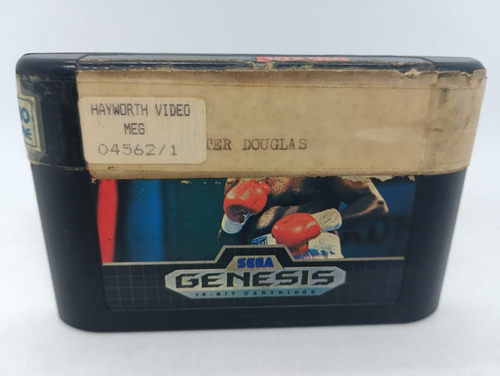 HAYWORTH VIDEO
MEG
04562/1
TER DOUGLAS
SEGA
GENESIS
16-BIT CARTRIDGE